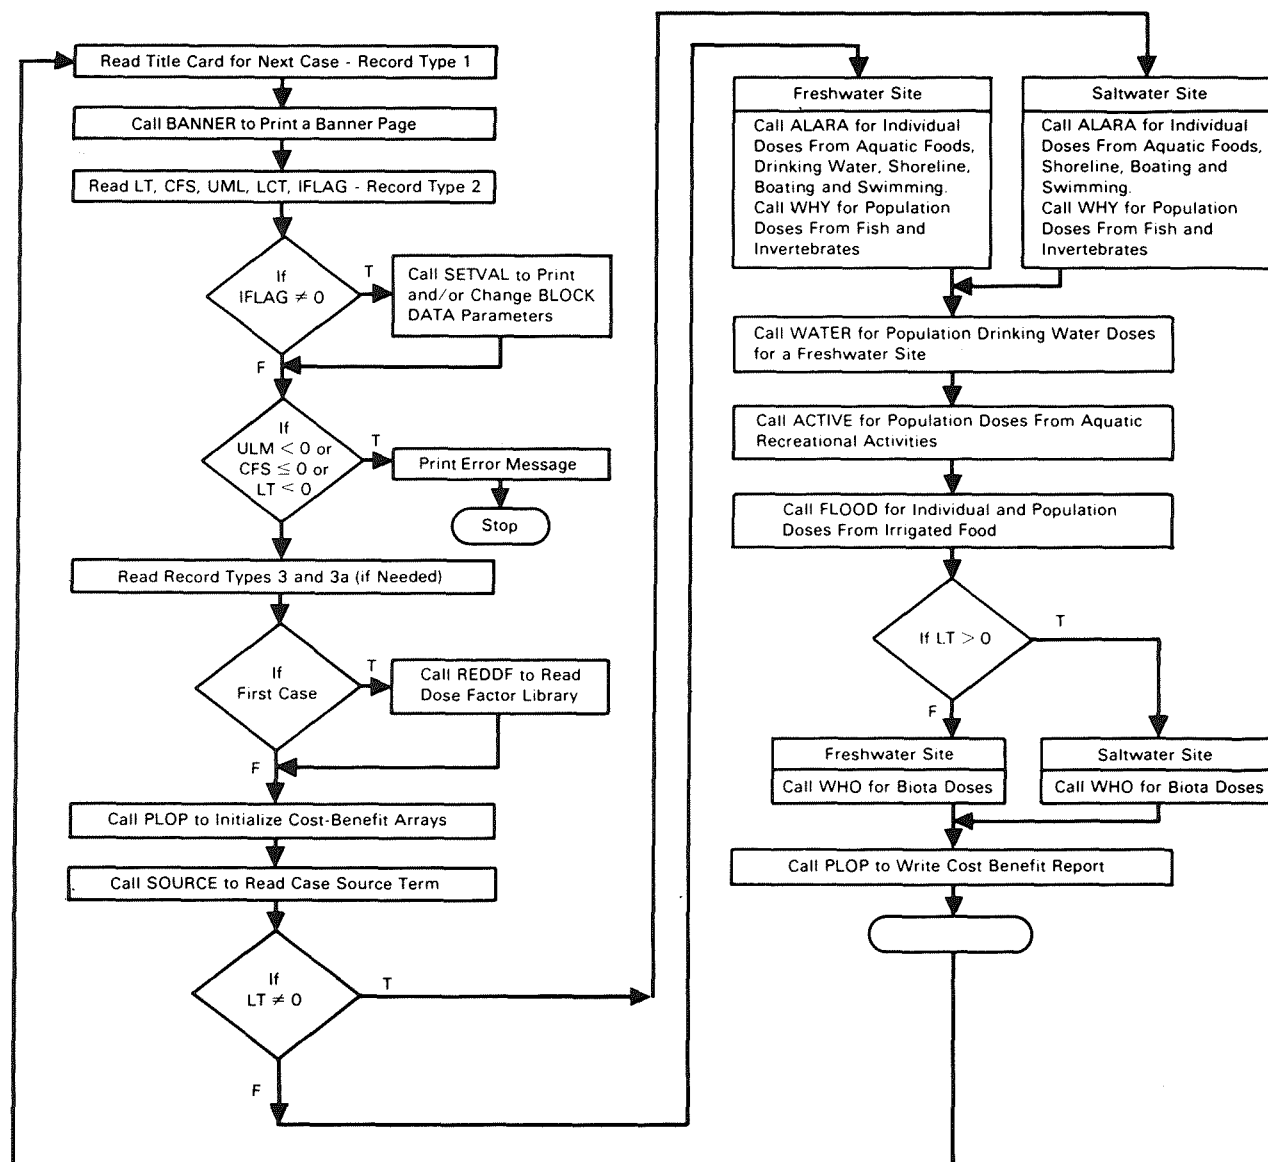 Read Title Card for Next Case - Record Type 1
Call BANNER to Print a Banner Page
Read LT, CFS, UML, LCT, IFLAG - Record Type 2
If
IFLAG ≠ 0
T
Call SETVAL to Print
and/or Change BLOCK
DATA Parameters
F
If
ULM < 0 or
CFS ≤ 0 or
LT < 0
T
Print Error Message
Stop
Read Record Types 3 and 3a (if Needed)
If
First Case
T
Call REDDF to Read
Dose Factor Library
F
Call PLOP to Initialize Cost-Benefit Arrays
Call SOURCE to Read Case Source Term
If
LT ≠ 0
T
F
Freshwater Site
Call ALARA for Individual
Doses From Aquatic Foods,
Drinking Water, Shoreline,
Boating and Swimming.
Call WHY for Population
Doses From Fish and
Invertebrates
Saltwater Site
Call ALARA for Individual
Doses From Aquatic Foods,
Shoreline, Boating and
Swimming.
Call WHY for Population
Doses From Fish and
Invertebrates
Call WATER for Population Drinking Water Doses
for a Freshwater Site
Call ACTIVE for Population Doses From Aquatic
Recreational Activities
Call FLOOD for Individual and Population
Doses From Irrigated Food
If LT > 0
T
F
Freshwater Site
Call WHO for Biota Doses
Saltwater Site
Call WHO for Biota Doses
Call PLOP to Write Cost Benefit Report